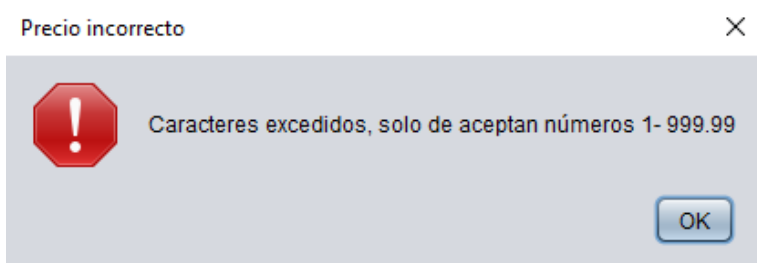 Precio incorrecto
Caracteres excedidos, solo de aceptan números 1- 999.99
OK